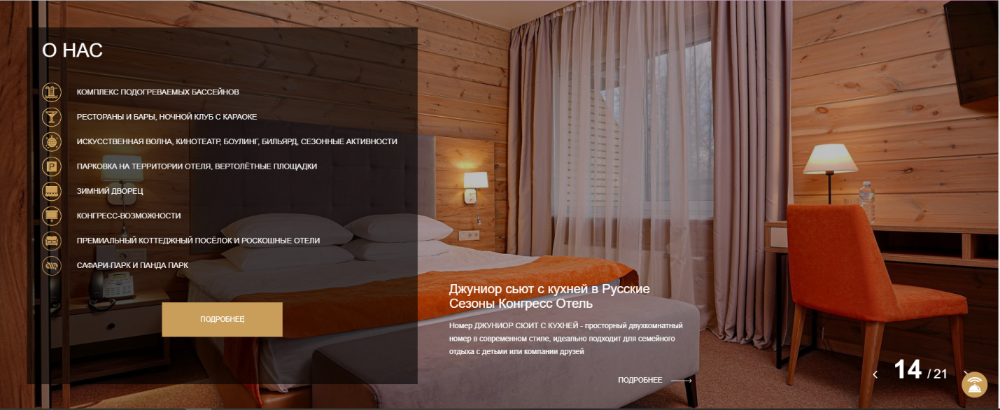 О НАС
КОМПЛЕКС ПОДОГРЕВАЕМЫХ БАССЕЙНОВ
РЕСТОРАНЫ И БАРЫ, НОЧНОЙ КЛУБ С КАРАОКЕ
ИСКУССТВЕННАЯ ВОЛНА, КИНОТЕАТР, БОУЛИНГ, БИЛЬЯРД, СЕЗОННЫЕ АКТИВНОСТИ
P
ПАРКОВКА НА ТЕРРИТОРИИ ОТЕЛЯ, ВЕРТОЛЁТНЫЕ ПЛОЩАДКИ
ЗИМНИЙ ДВОРЕЦ
КОНГРЕСС-ВОЗМОЖНОСТИ
ПРЕМИАЛЬНЫЙ КОТТЕДЖНЫЙ ПОСЁЛОК И РОСКОШНЫЕ ОТЕЛИ
САФАРИ-ПАРК И ПАНДА ПАРК
ПОДРОБНЕЕ
Джуниор сьют с кухней в Русские
Сезоны Конгресс Отель
Номер ДЖУНИОР СЮИТ С КУХНЕЙ - просторный двухкомнатный
номер в современном стиле, идеально подходит для семейного
отдыха с детьми или компании друзей
ПОДРОБНЕЕ
14 / 21